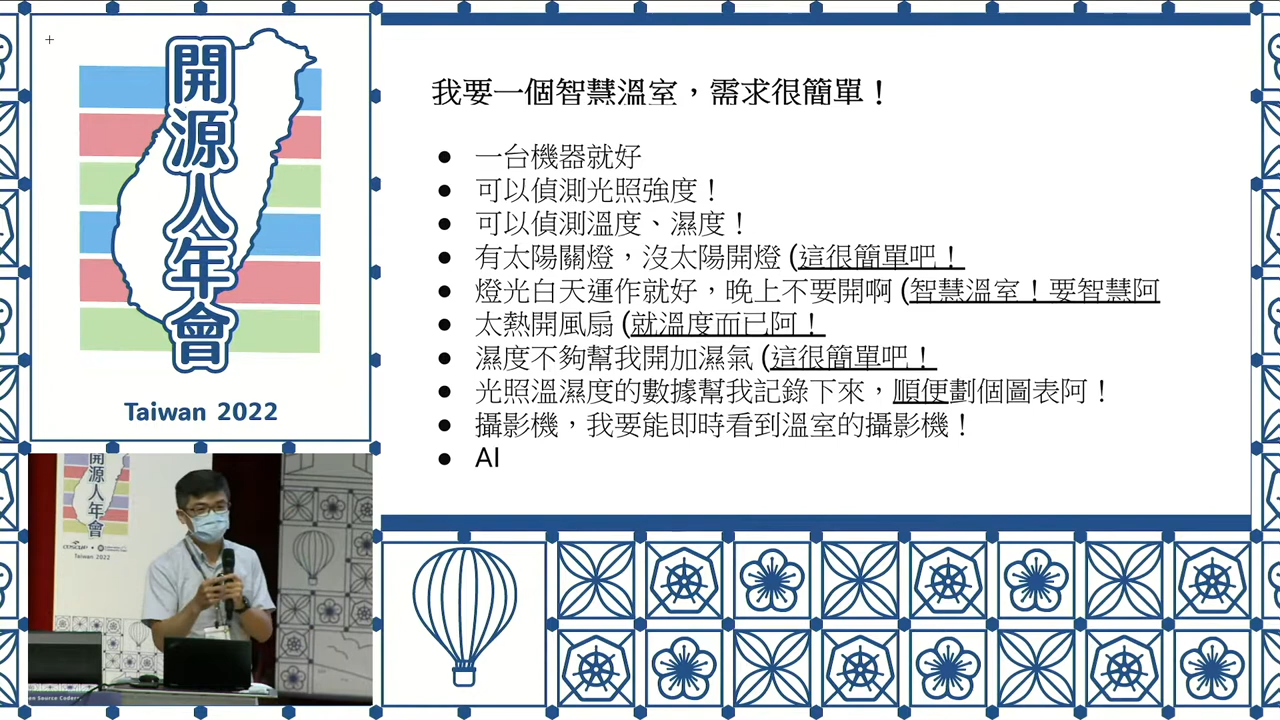 開源人年會
Taiwan 2022
我要一個智慧溫室，需求很簡單！
● 一台機器就好
● 可以偵測光照強度！
● 可以偵測溫度、濕度！
● 有太陽關燈，沒太陽開燈 (這很簡單吧！
● 燈光白天運作就好，晚上不要開啊 (智慧溫室！要智慧阿
● 太熱開風扇 (就溫度而已阿！
● 濕度不夠幫我開加濕氣 (這很簡單吧！
● 光照溫濕度的數據幫我記錄下來，順便劃個圖表阿！
● 攝影機，我要能即時看到溫室的攝影機！
● AI
開源人年會
Taiwan 2022